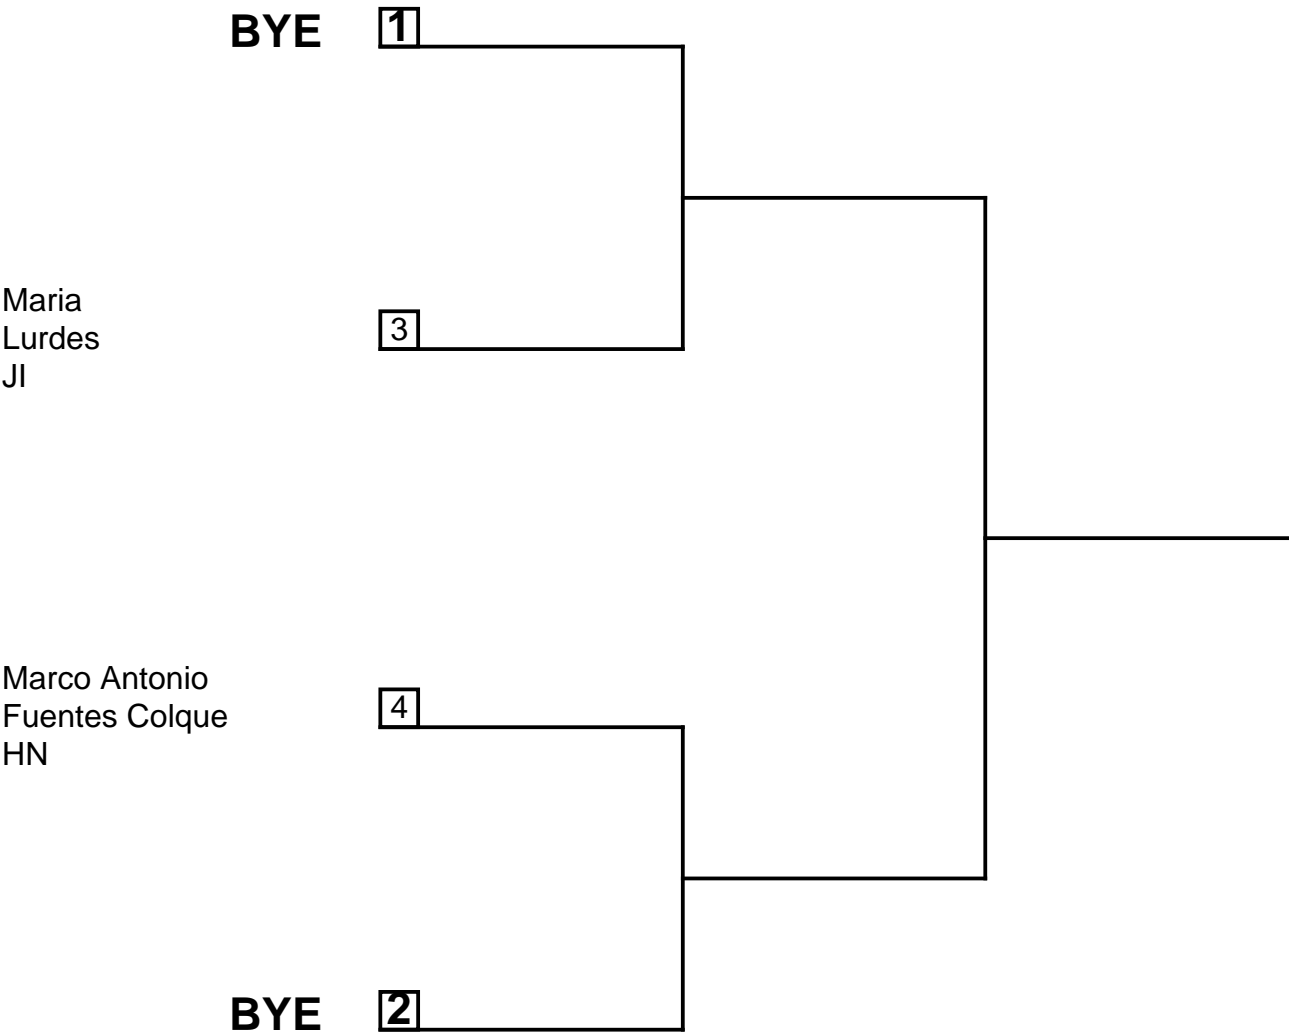 BYE 1
Maria
Lurdes
JI
3
Marco Antonio
Fuentes Colque
HN
4
BYE 2